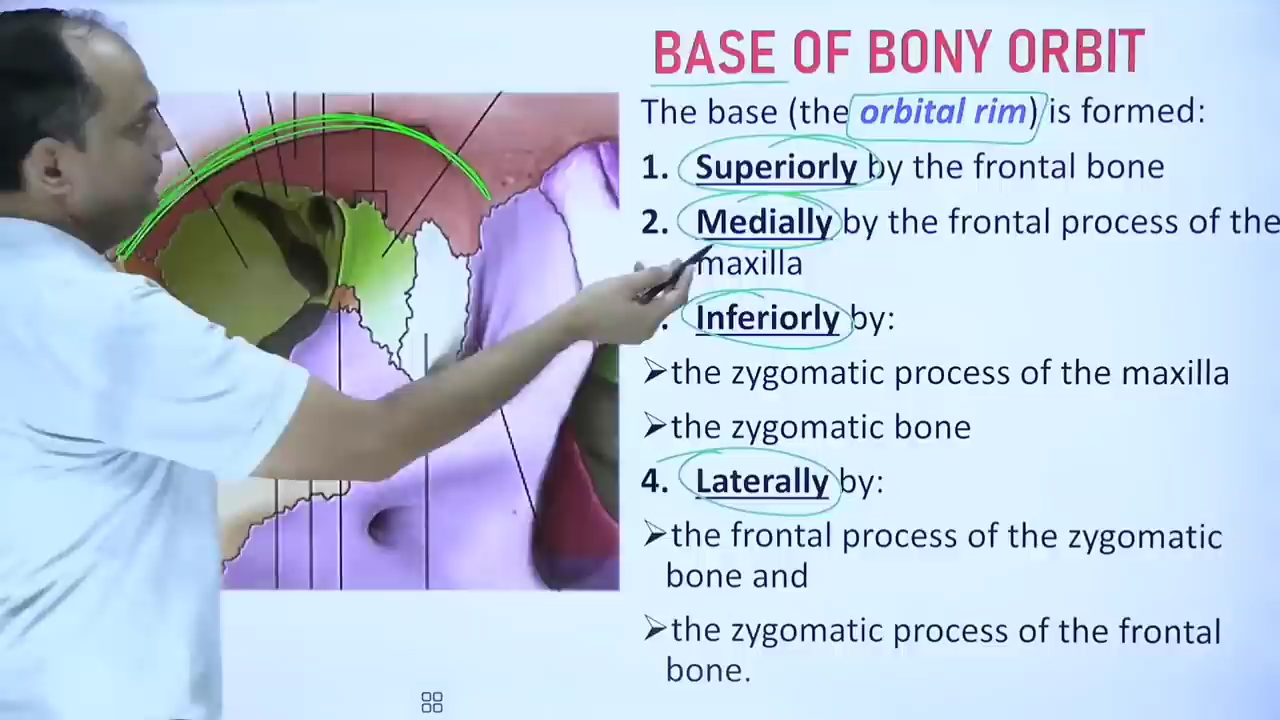 BASE OF BONY ORBIT
The base (the orbital rim) is formed:
1. Superiorly by the frontal bone
2. Medially by the frontal process of the
maxilla
. Inferiorly by:
➢the zygomatic process of the maxilla
➢the zygomatic bone
4. Laterally by:
➢the frontal process of the zygomatic
bone and
➢the zygomatic process of the frontal
bone.